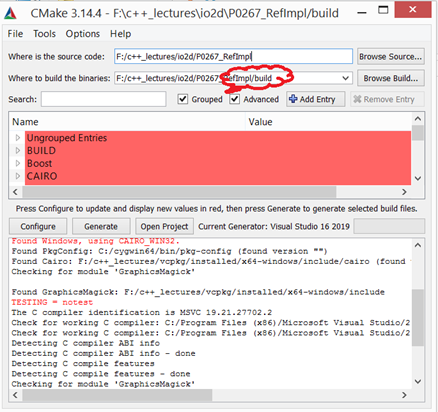 CMake 3.14.4 - F:\c++_lectures\io2d\P0267_RefImpl/build
File Tools Options Help
Where is the source code: F:/c++_lectures/io2d/P0267_RefImpl Browse Source...
Where to build the binaries: F:/c++_lectures/io2d/P0267_RefImpl/build Browse Build...
Search: Grouped Advanced Add Entry Remove Entry
Name Value
Ungrouped Entries
BUILD
Boost
CAIRO
Press Configure to update and display new values in red, then press Generate to generate selected build files.
Configure Generate Open Project Current Generator: Visual Studio 16 2019
Found Windows, using CAIRO_WIN32.
Found PkgConfig: C:/cygwin64/bin/pkg-config (found version "")
Found Cairo: F:/c++_lectures/vcpkg/installed/x64-windows/include/cairo (found
Checking for module 'GraphicsMagick'
Found GraphicsMagick: F:/c++_lectures/vcpkg/installed/x64-windows/include
TESTING = notest
The C compiler identification is MSVC 19.21.27702.2
Check for working C compiler: C:/Program Files (x86)/Microsoft Visual Studio/2
Check for working C compiler: C:/Program Files (x86)/Microsoft Visual Studio/2
Detecting C compiler ABI info
Detecting C compiler ABI info - done
Detecting C compile features
Detecting C compile features - done
Checking for module 'GraphicsMagick'